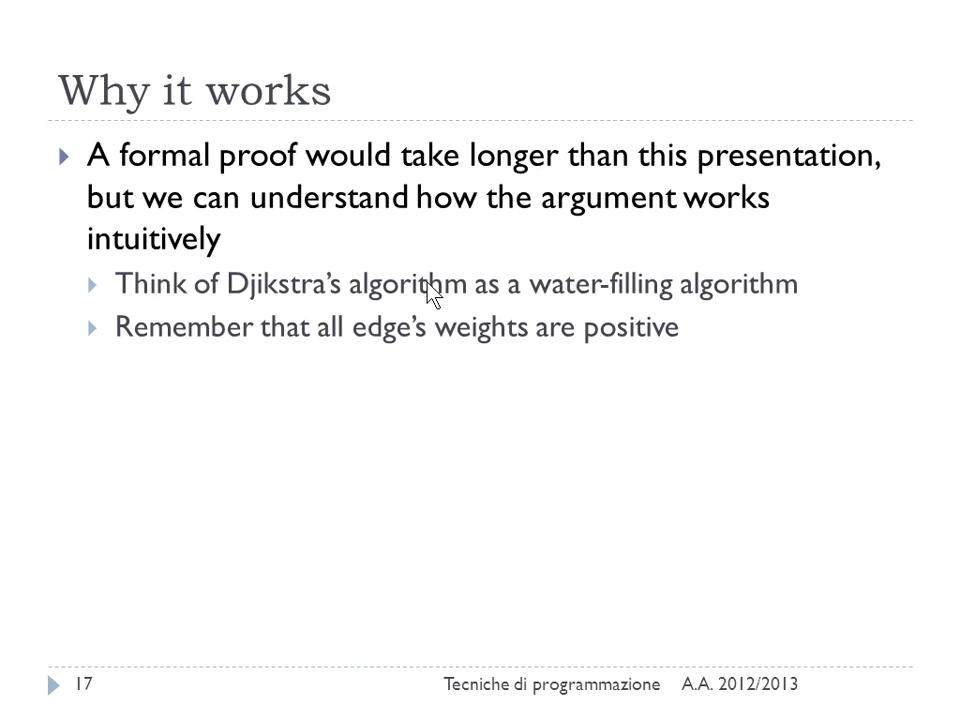 Why it works
A formal proof would take longer than this presentation,
but we can understand how the argument works
intuitively
Think of Djikstra’s algorithm as a water-filling algorithm
Remember that all edge’s weights are positive
17 Tecniche di programmazione A.A. 2012/2013